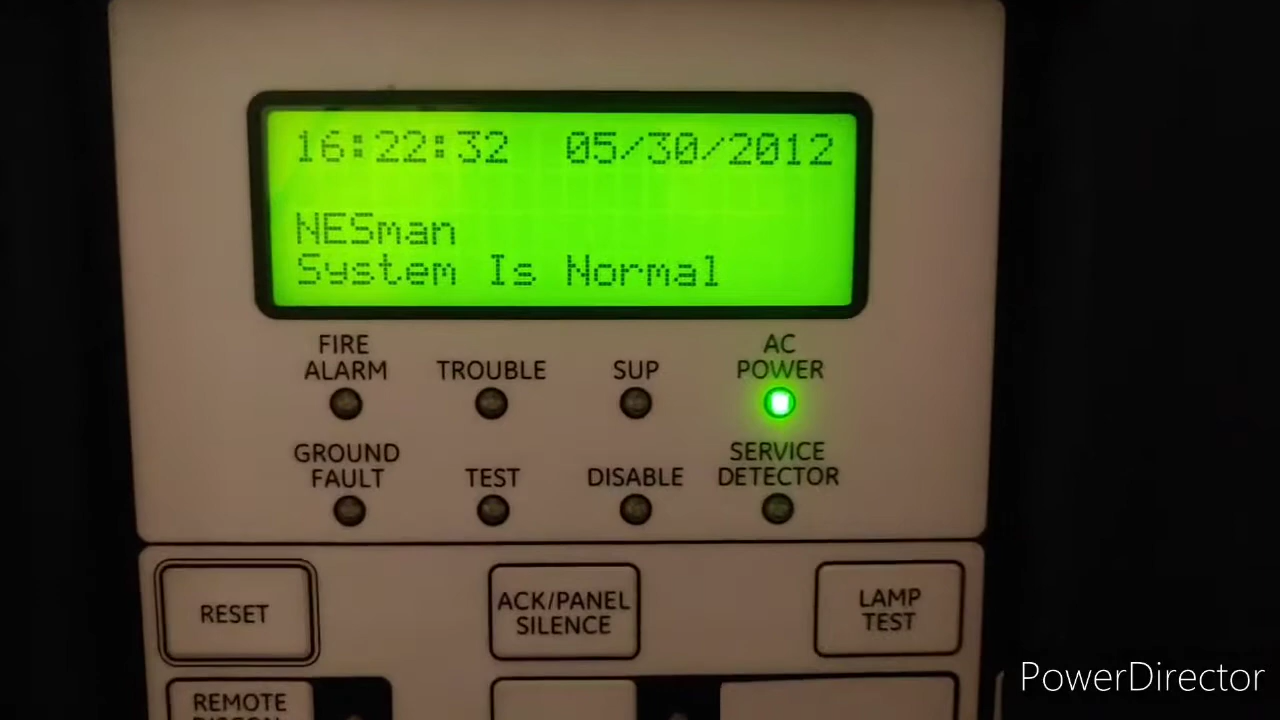 16:22:32 05/30/2012
NESman
System Is Normal
FIRE ALARM
TROUBLE
SUP
AC POWER
GROUND FAULT
TEST
DISABLE
SERVICE DETECTOR
RESET
ACK/PANEL SILENCE
LAMP TEST
REMOTE
PowerDirector